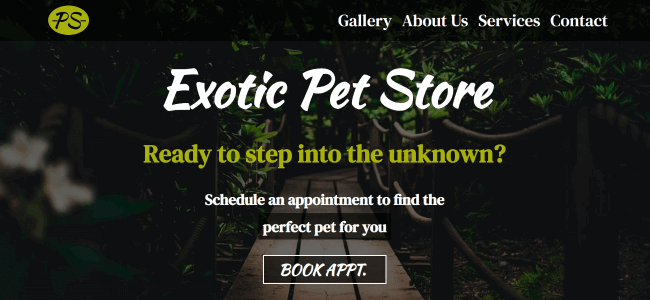 -PS-
Gallery About Us Services Contact
Exotic Pet Store
Ready to step into the unknown?
Schedule an appointment to find the
perfect pet for you
BOOK APPT.